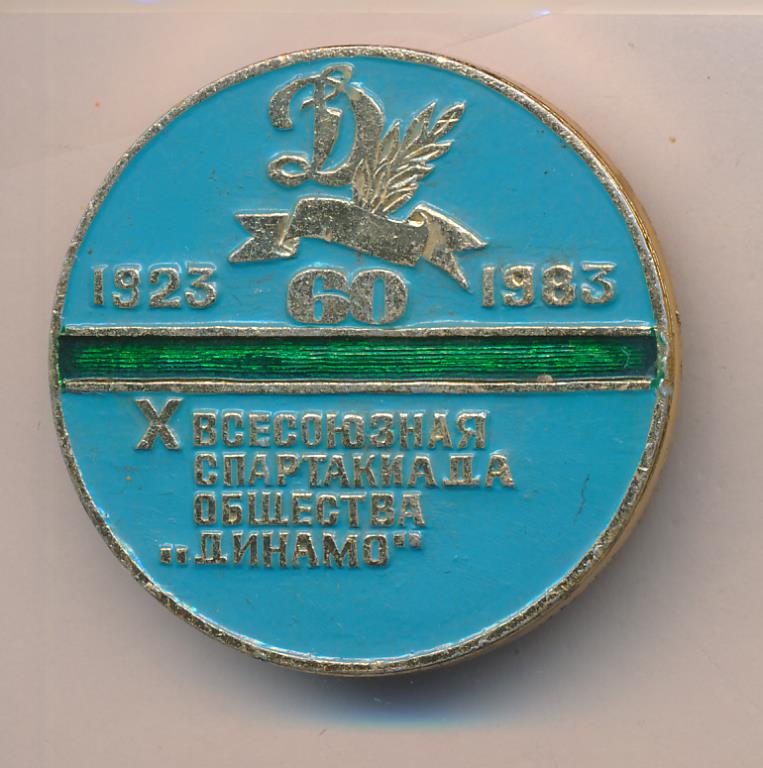 Д
60
1923 1983
X ВСЕСОЮЗНАЯ
СПАРТАКИАДА
ОБЩЕСТВА
„ДИНАМО"